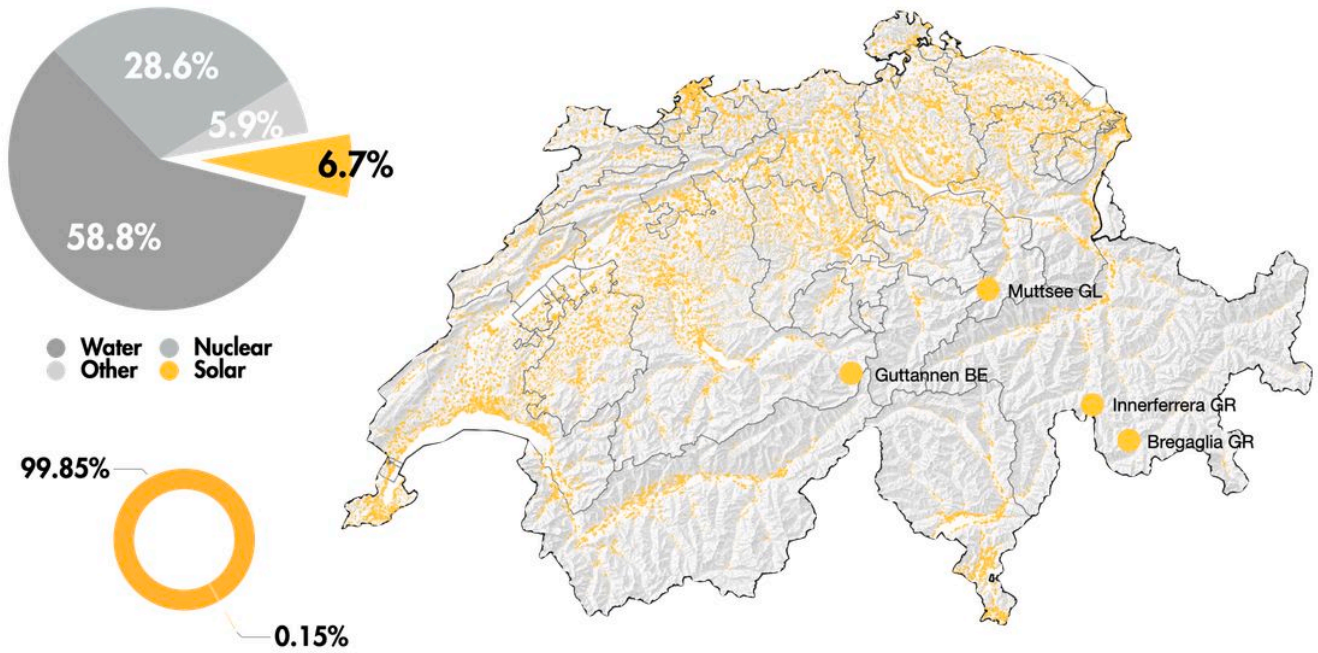 28.6%
5.9%
6.7%
58.8%
Water Nuclear
Other Solar
99.85%
0.15%
Muttsee GL
Guttannen BE
Innerferrera GR
Bregaglia GR